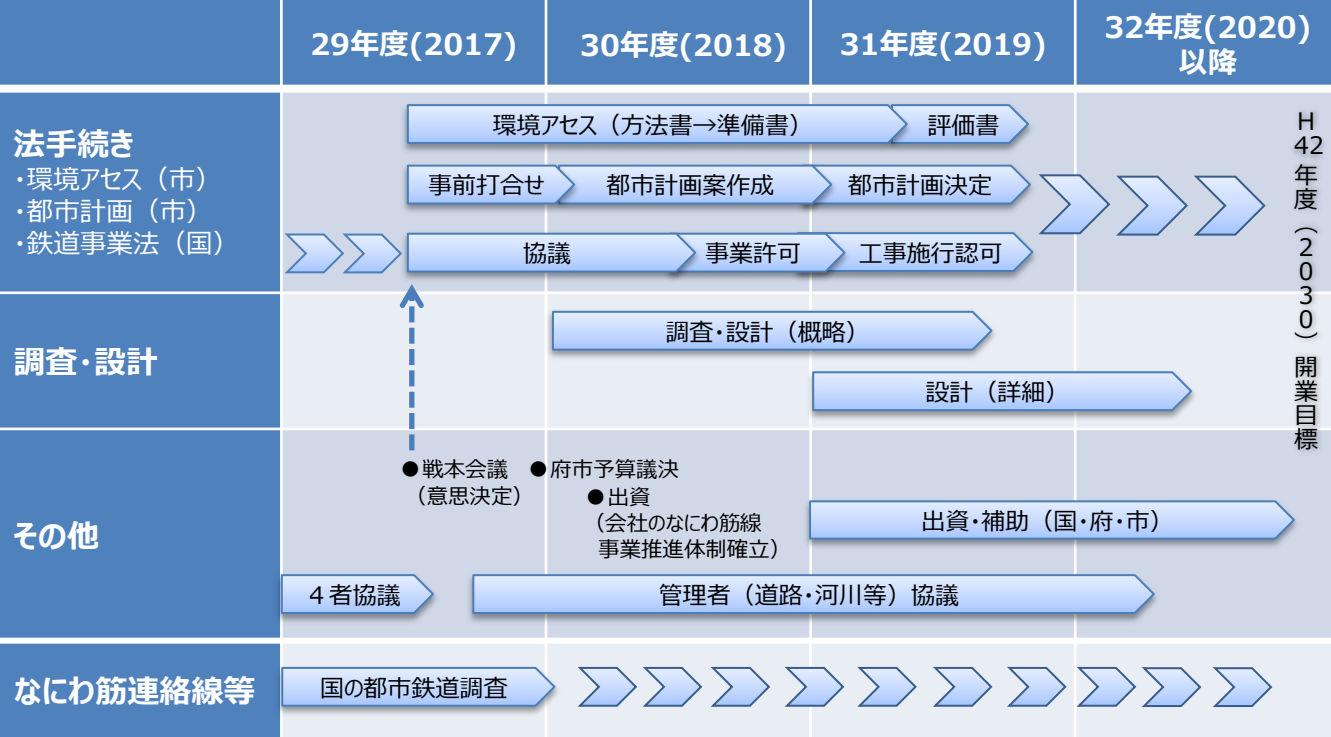 29年度(2017)
30年度(2018)
31年度(2019)
32年度(2020)
以降
法手続き
・環境アセス（市）
・都市計画（市）
・鉄道事業法（国）
環境アセス（方法書→準備書）
評価書
事前打合せ
都市計画案作成
都市計画決定
協議
事業許可
工事施行認可
H42年度（2030）開業目標
調査・設計
調査・設計（概略）
設計（詳細）
その他
●戦本会議
（意思決定）
●府市予算議決
●出資
（会社のなにわ筋線
事業推進体制確立）
出資・補助（国・府・市）
４者協議
管理者（道路・河川等）協議
なにわ筋連絡線等
国の都市鉄道調査